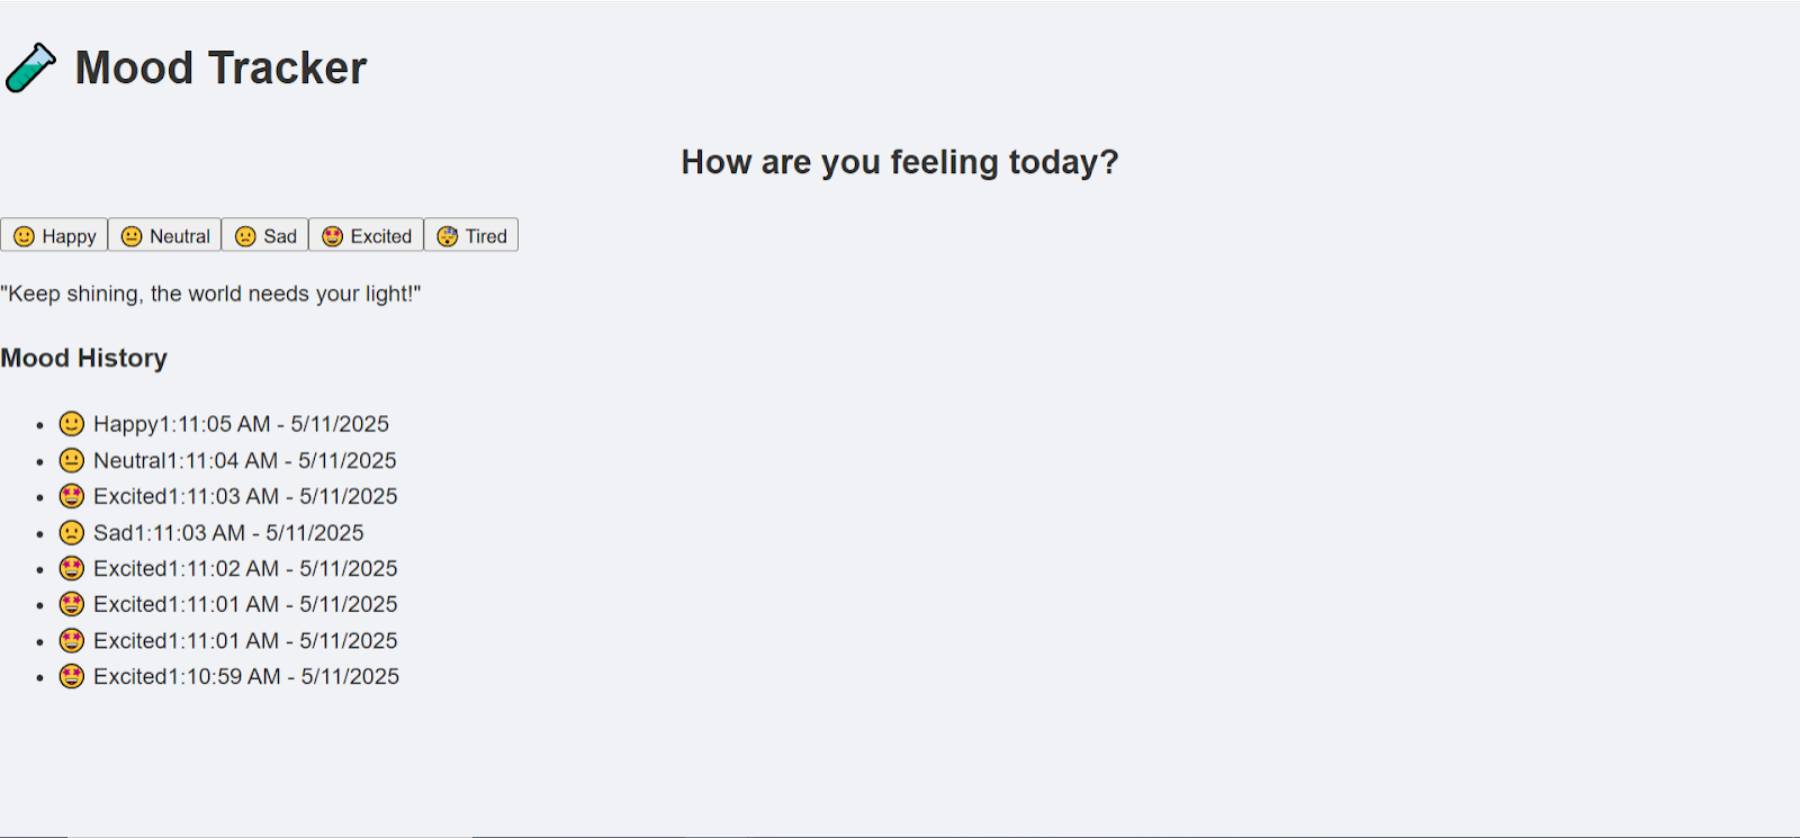 Mood Tracker
How are you feeling today?
Happy Neutral Sad Excited Tired
"Keep shining, the world needs your light!"
Mood History
Happy1:11:05 AM - 5/11/2025
Neutral1:11:04 AM - 5/11/2025
Excited1:11:03 AM - 5/11/2025
Sad1:11:03 AM - 5/11/2025
Excited1:11:02 AM - 5/11/2025
Excited1:11:01 AM - 5/11/2025
Excited1:11:01 AM - 5/11/2025
Excited1:10:59 AM - 5/11/2025